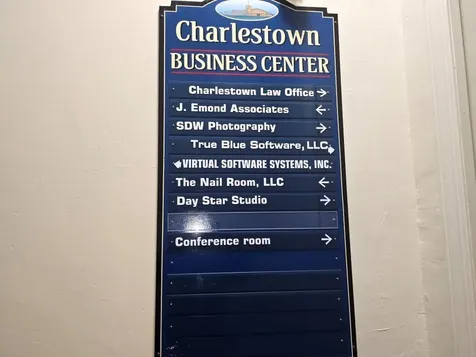 Charlestown
BUSINESS CENTER
Charlestown Law Office →
J. Emond Associates ←
SDW Photography →
True Blue Software, LLC
VIRTUAL SOFTWARE SYSTEMS, INC.
The Nail Room, LLC ←
Day Star Studio →
Conference room →